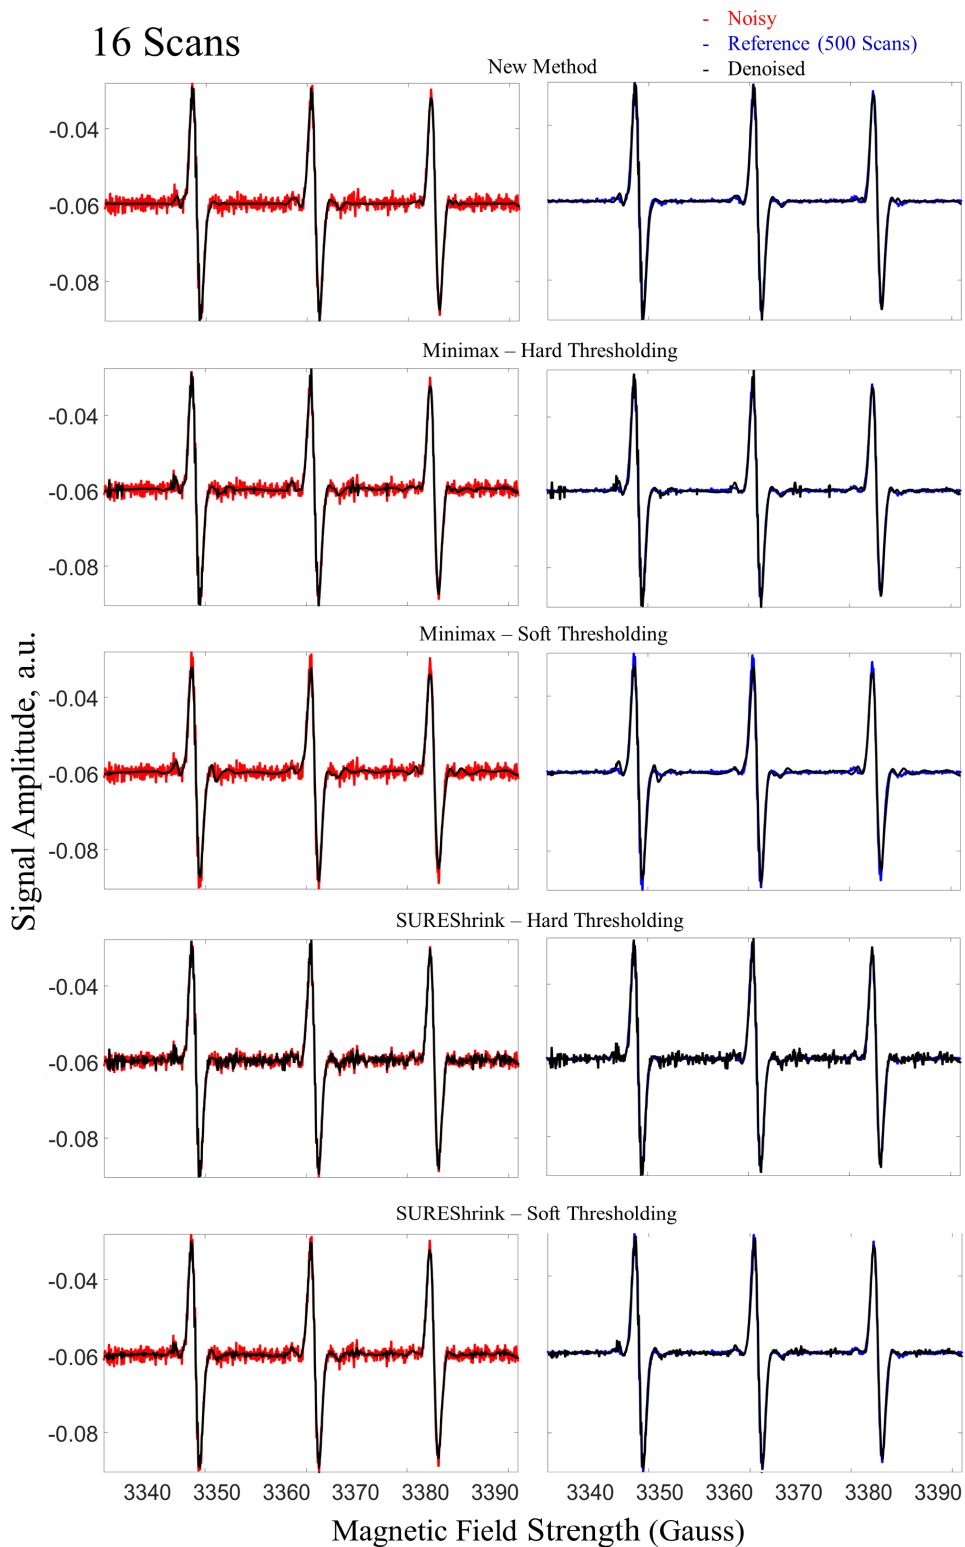 16 Scans
- Noisy
- Reference (500 Scans)
- Denoised
New Method
-0.04
-0.06
-0.08
Minimax – Hard Thresholding
-0.04
-0.06
-0.08
Minimax – Soft Thresholding
-0.04
-0.06
-0.08
Signal Amplitude, a.u.
SUREShrink – Hard Thresholding
-0.04
-0.06
-0.08
SUREShrink – Soft Thresholding
-0.04
-0.06
-0.08
3340 3350 3360 3370 3380 3390 3340 3350 3360 3370 3380 3390
Magnetic Field Strength (Gauss)